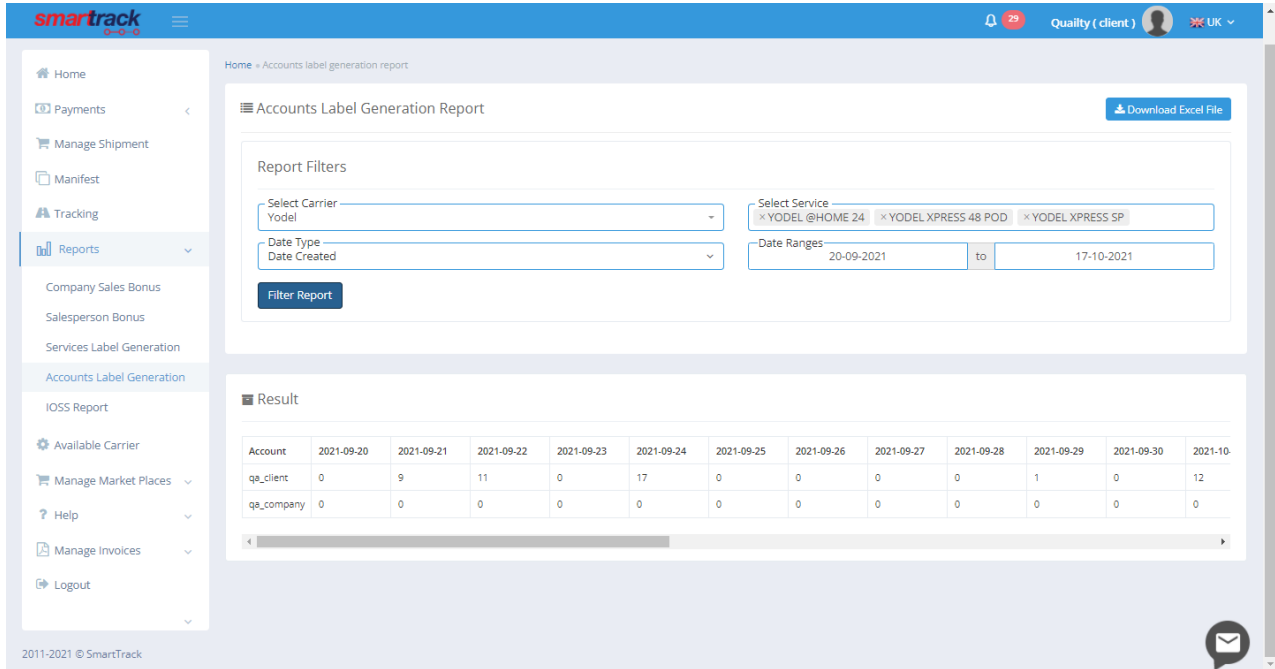 smartrack
29
Quailty ( client )
UK
Home
Payments
Manage Shipment
Manifest
Tracking
Reports
Company Sales Bonus
Salesperson Bonus
Services Label Generation
Accounts Label Generation
IOSS Report
Available Carrier
Manage Market Places
? Help
Manage Invoices
Logout
2011-2021 © SmartTrack
Home » Accounts label generation report
Accounts Label Generation Report
Download Excel File
Report Filters
Select Carrier
Yodel
Select Service
× YODEL @HOME 24 × YODEL XPRESS 48 POD × YODEL XPRESS SP
Date Type
Date Created
Date Ranges
20-09-2021 to 17-10-2021
Filter Report
Result
Account 2021-09-20 2021-09-21 2021-09-22 2021-09-23 2021-09-24 2021-09-25 2021-09-26 2021-09-27 2021-09-28 2021-09-29 2021-09-30 2021-10-
qa_client 0 9 11 0 17 0 0 0 0 1 0 12
qa_company 0 0 0 0 0 0 0 0 0 0 0 0